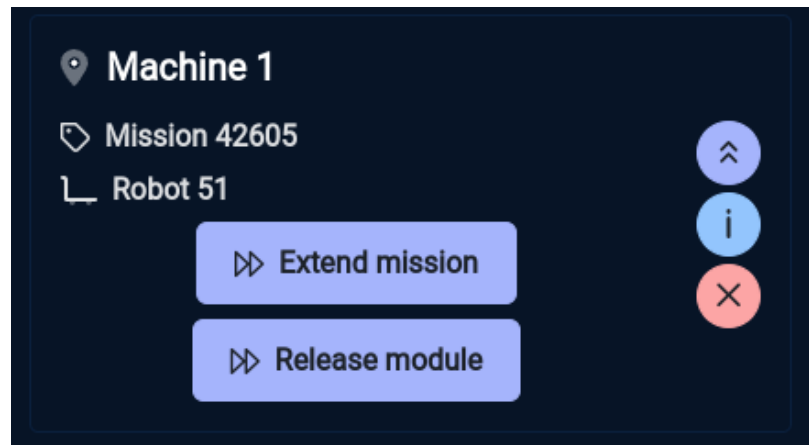 Machine 1
Mission 42605
Robot 51
Extend mission
Release module